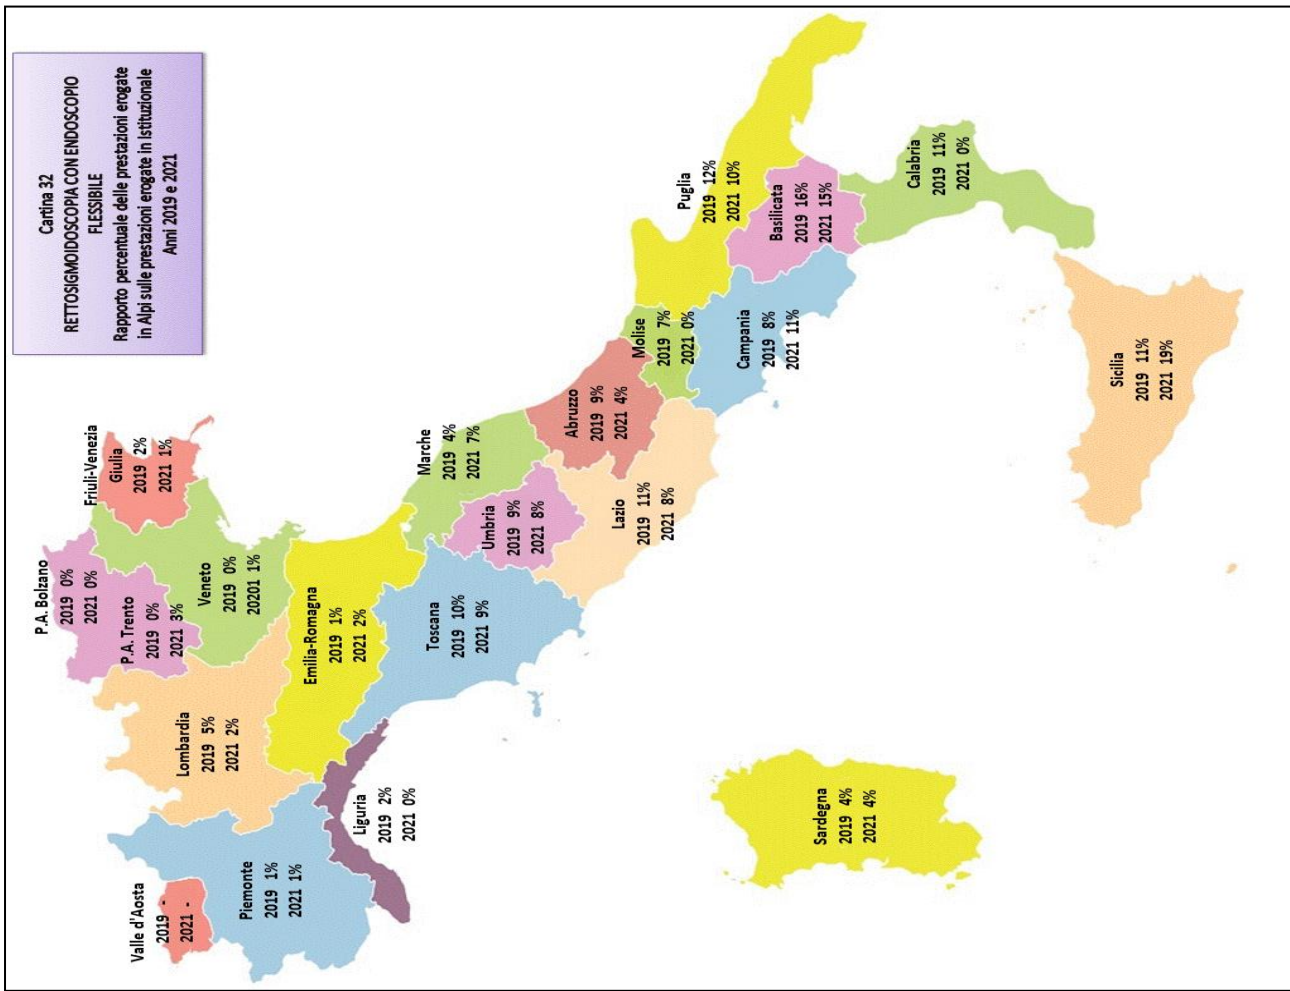 Cartina 32
RETTOSIGMOIDOSCOPIA CON ENDOSCOPIO
FLESSIBILE
Rapporto percentuale delle prestazioni erogate
in Alpi sulle prestazioni erogate in Istituzionale
Anni 2019 e 2021
P.A. Bolzano
2019 0%
2021 0%
P.A. Trento
2019 0%
2021 3%
Friuli-Venezia
Giulia
2019 2%
2021 1%
Veneto
2019 0%
20201 1%
Valle d'Aosta
2019 -
2021 -
Lombardia
2019 5%
2021 2%
Piemonte
2019 1%
2021 1%
Emilia-Romagna
2019 1%
2021 2%
Liguria
2019 2%
2021 0%
Toscana
2019 10%
2021 9%
Marche
2019 4%
2021 7%
Umbria
2019 9%
2021 8%
Abruzzo
2019 9%
2021 4%
Lazio
2019 11%
2021 8%
Molise
2019 7%
2021 0%
Puglia
2019 12%
2021 10%
Campania
2019 8%
2021 11%
Basilicata
2019 16%
2021 15%
Sardegna
2019 4%
2021 4%
Calabria
2019 11%
2021 0%
Sicilia
2019 11%
2021 19%